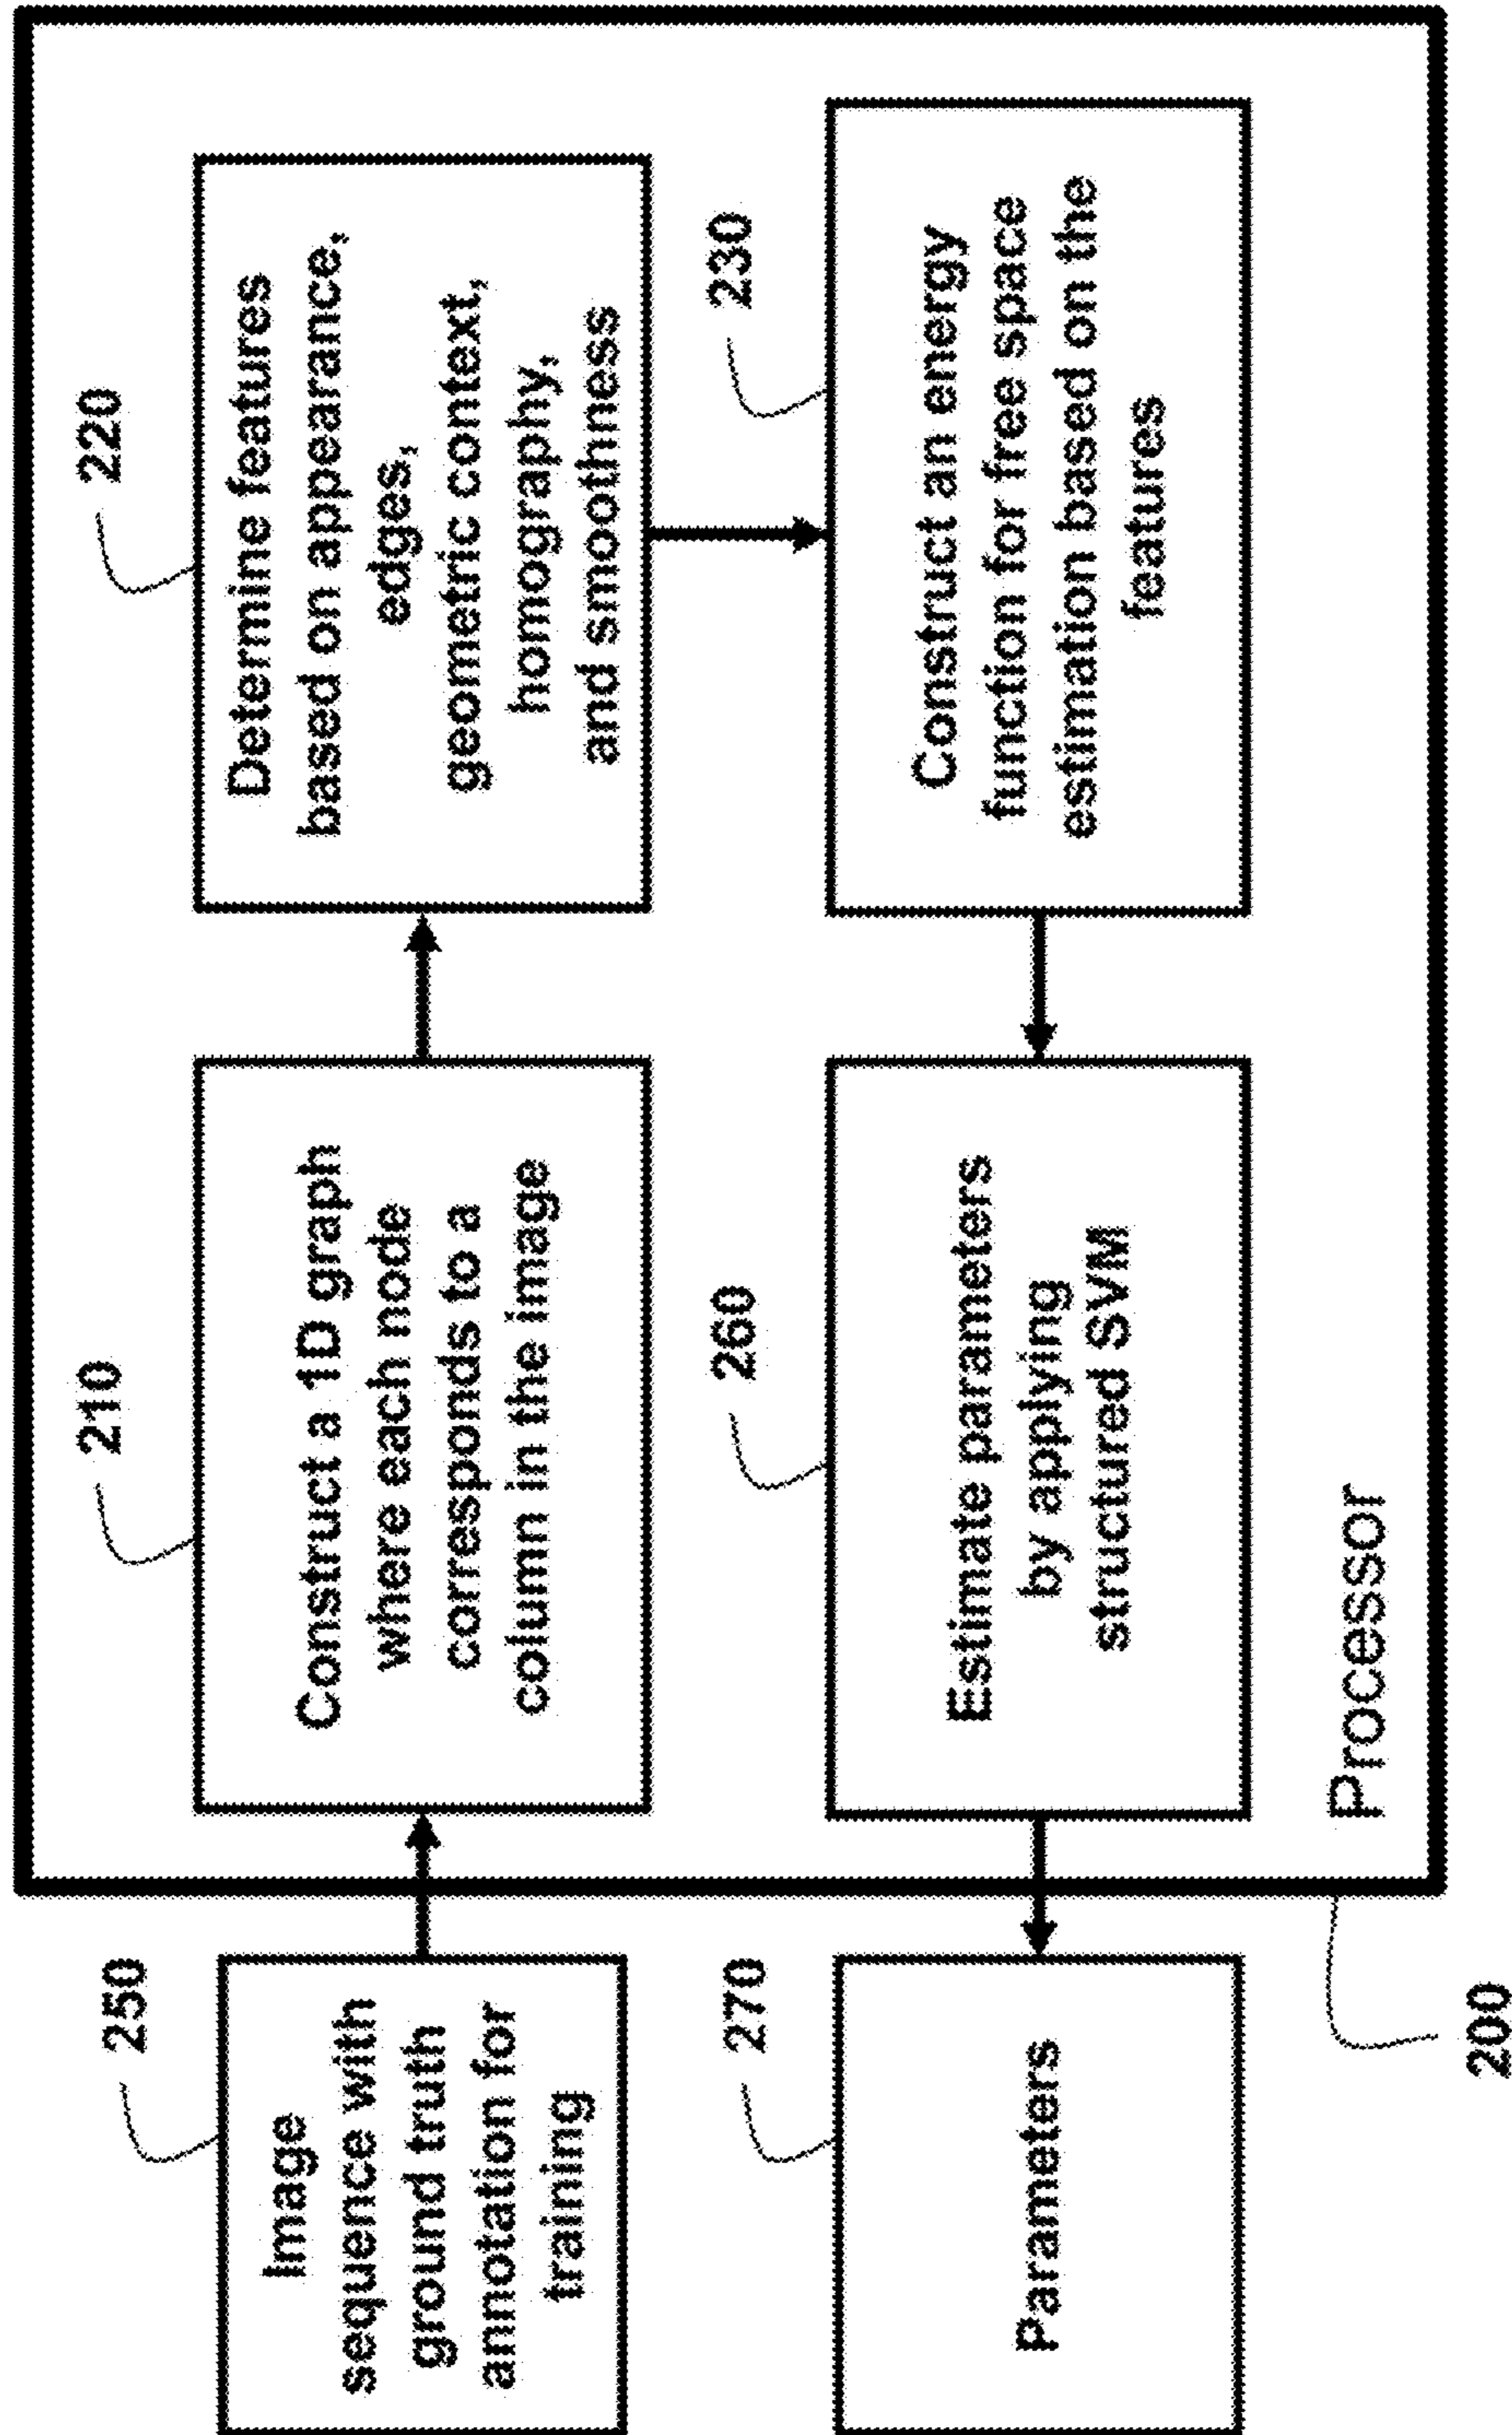 250
Image
sequence with
ground truth
annotation for
training
210
Construct a 1D graph
where each node
corresponds to a
column in the image
220
Determine features
based on appearance,
edges,
geometric context,
homography,
and smoothness
230
Construct an energy
function for free space
estimation based on the
features
260
Estimate parameters
by applying
structured SVM
270
Parameters
Processor
200